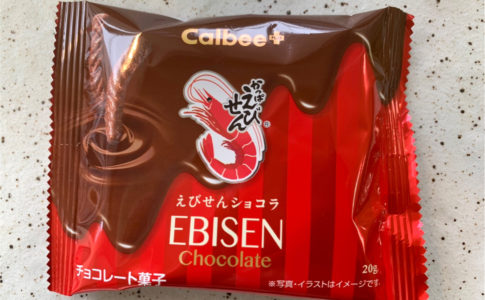 Calbee+
かっぱ
えび
せん
®
えびせんショコラ
EBISEN
Chocolate
20g
チョコレート菓子
※写真・イラストはイメージです。